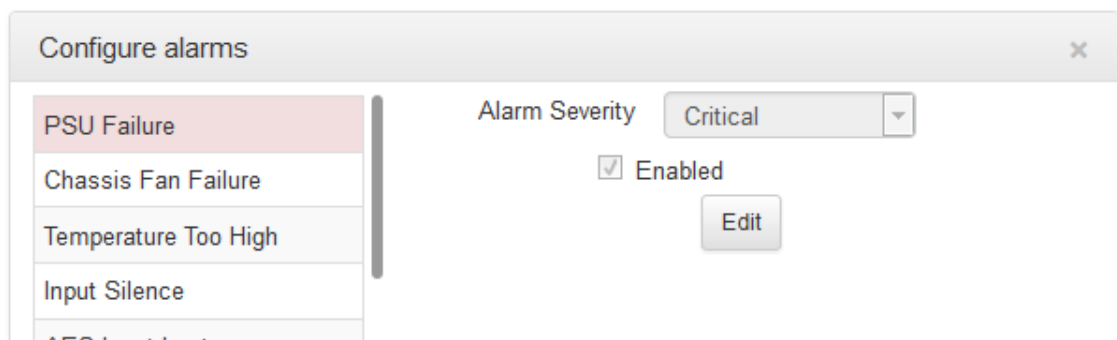 Configure alarms
PSU Failure
Chassis Fan Failure
Temperature Too High
Input Silence
Alarm Severity
Critical
Enabled
Edit